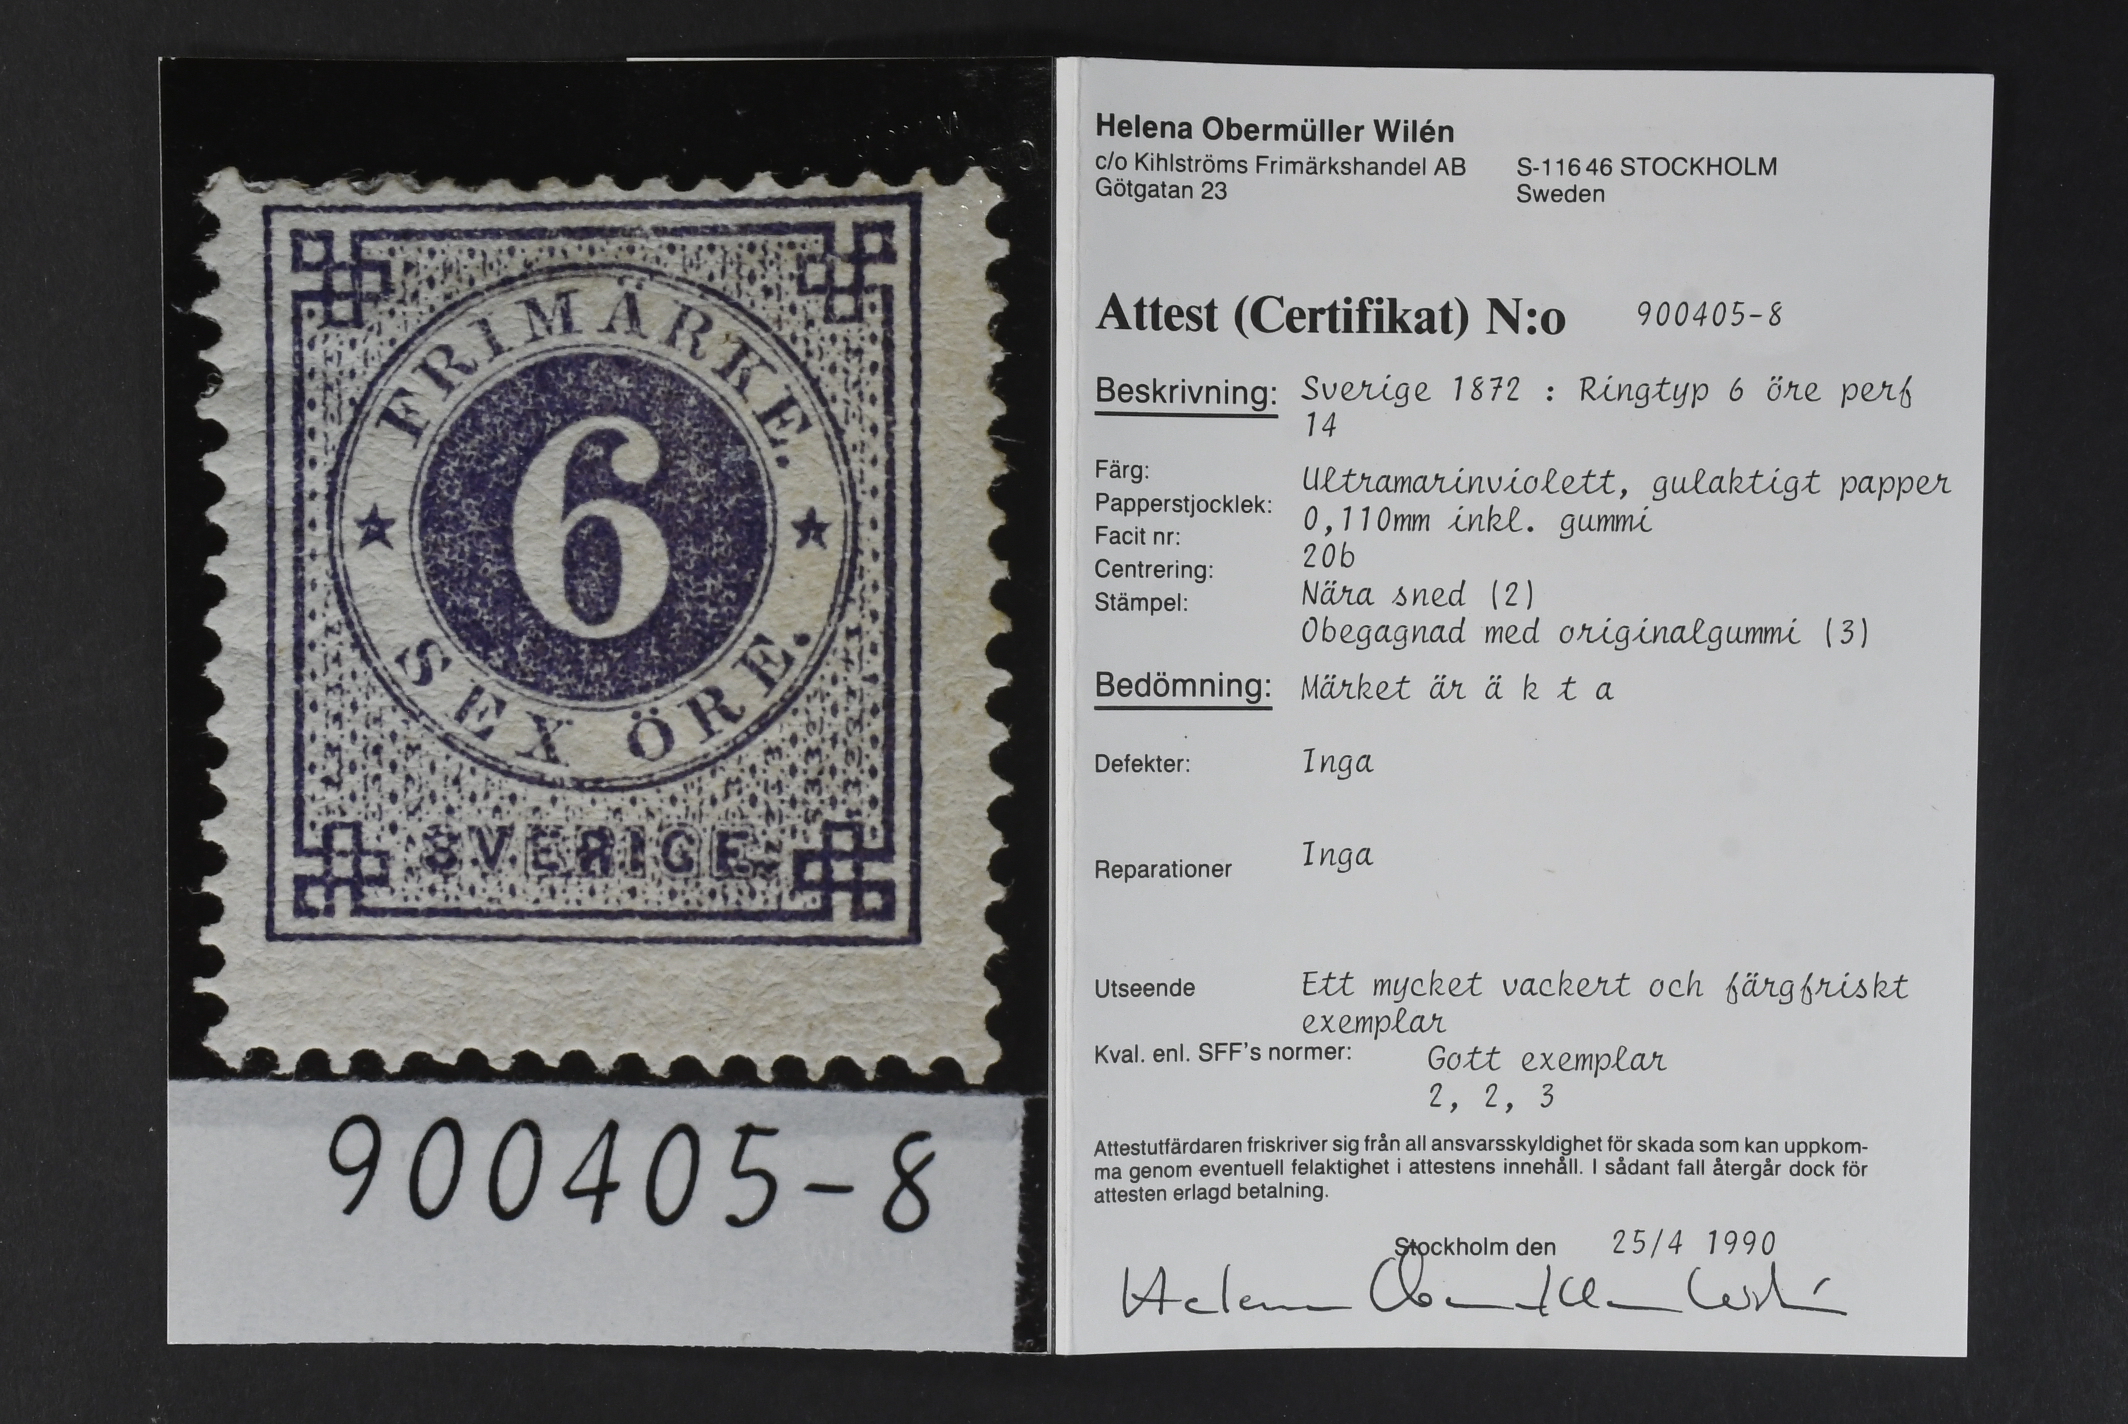 FRIMÄRKE.
6
SEX ÖRE.
SVERIGE
900405-8
Helena Obermüller Wilén
c/o Kihlströms Frimärkshandel AB S-116 46 STOCKHOLM
Götgatan 23 Sweden
Attest (Certifikat) N:o 900405-8
Beskrivning: Sverige 1872 : Ringtyp 6 öre perf
14
Färg: Ultramarinviolett, gulaktigt papper
Papperstjocklek: 0,110mm inkl. gummi
Facit nr: 20b
Centrering: Nära sned (2)
Stämpel: Obegagnad med originalgummi (3)
Bedömning: Märket är ä k t a
Defekter: Inga
Reparationer Inga
Utseende Ett mycket vackert och färgfriskt
exemplar
Kval. enl. SFF's normer: Gott exemplar
2, 2, 3
Attestutfärdaren friskriver sig från all ansvarsskyldighet för skada som kan uppkom-
ma genom eventuell felaktighet i attestens innehåll. I sådant fall återgår dock för
attesten erlagd betalning.
Stockholm den 25/4 1990
Helena Obermüller Wilén